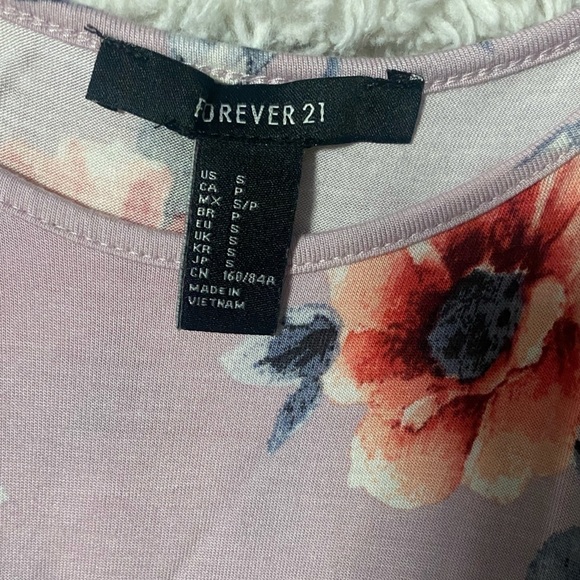 FOREVER 21
US S
CA P
MX S/P
BR P
EU S
UK S
KR S
JP S
CN 160/84A
MADE IN
VIETNAM